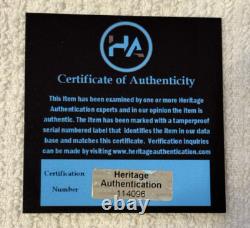 HA
Certificate of Authenticity
This Item has been examined by one or more Heritage
Authentication experts and in our opinion the item is
authentic. The Item has been marked with a tamperproof
serial numbered label that identifies the Item in our data
base and matches this certificate. Verification inquiries
can be made by visiting www.heritageauthentication.com
Certification
Number
Heritage
Authentication
114096